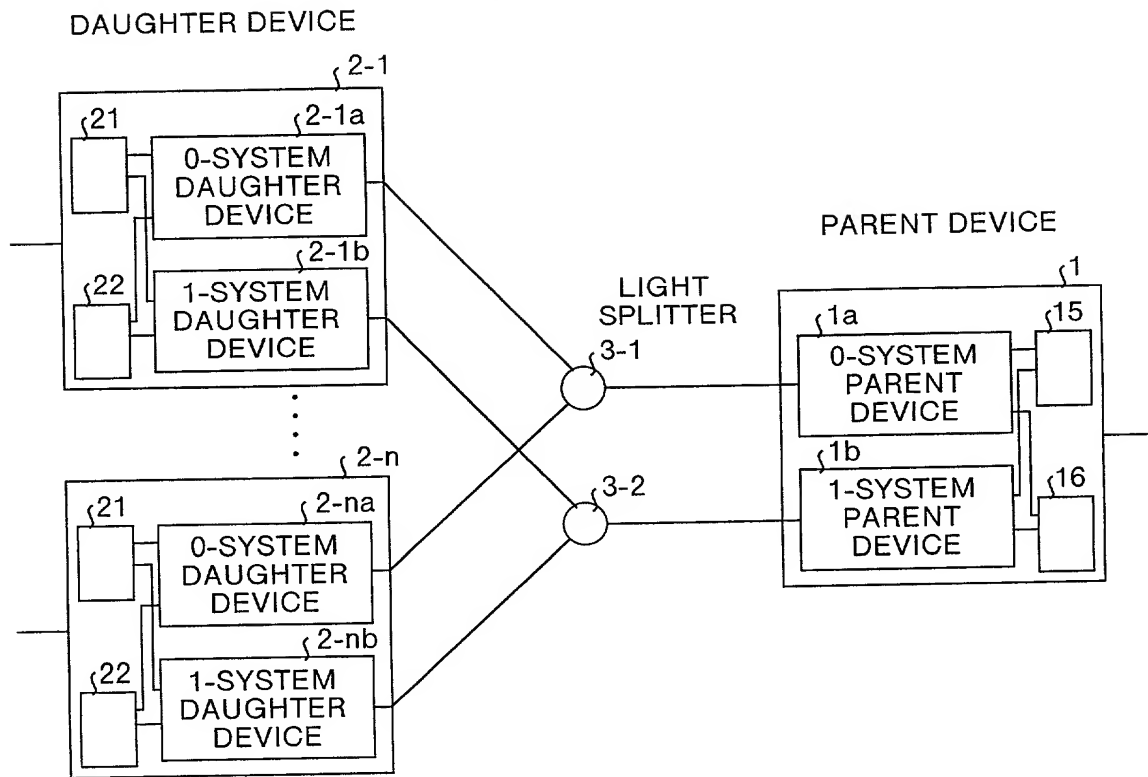 DAUGHTER DEVICE
2-1
21
2-1a
0-SYSTEM
DAUGHTER
DEVICE
22
2-1b
1-SYSTEM
DAUGHTER
DEVICE
2-n
21
2-na
0-SYSTEM
DAUGHTER
DEVICE
22
2-nb
1-SYSTEM
DAUGHTER
DEVICE
LIGHT
SPLITTER
3-1
3-2
PARENT DEVICE
1
1a
15
0-SYSTEM
PARENT
DEVICE
1b
16
1-SYSTEM
PARENT
DEVICE